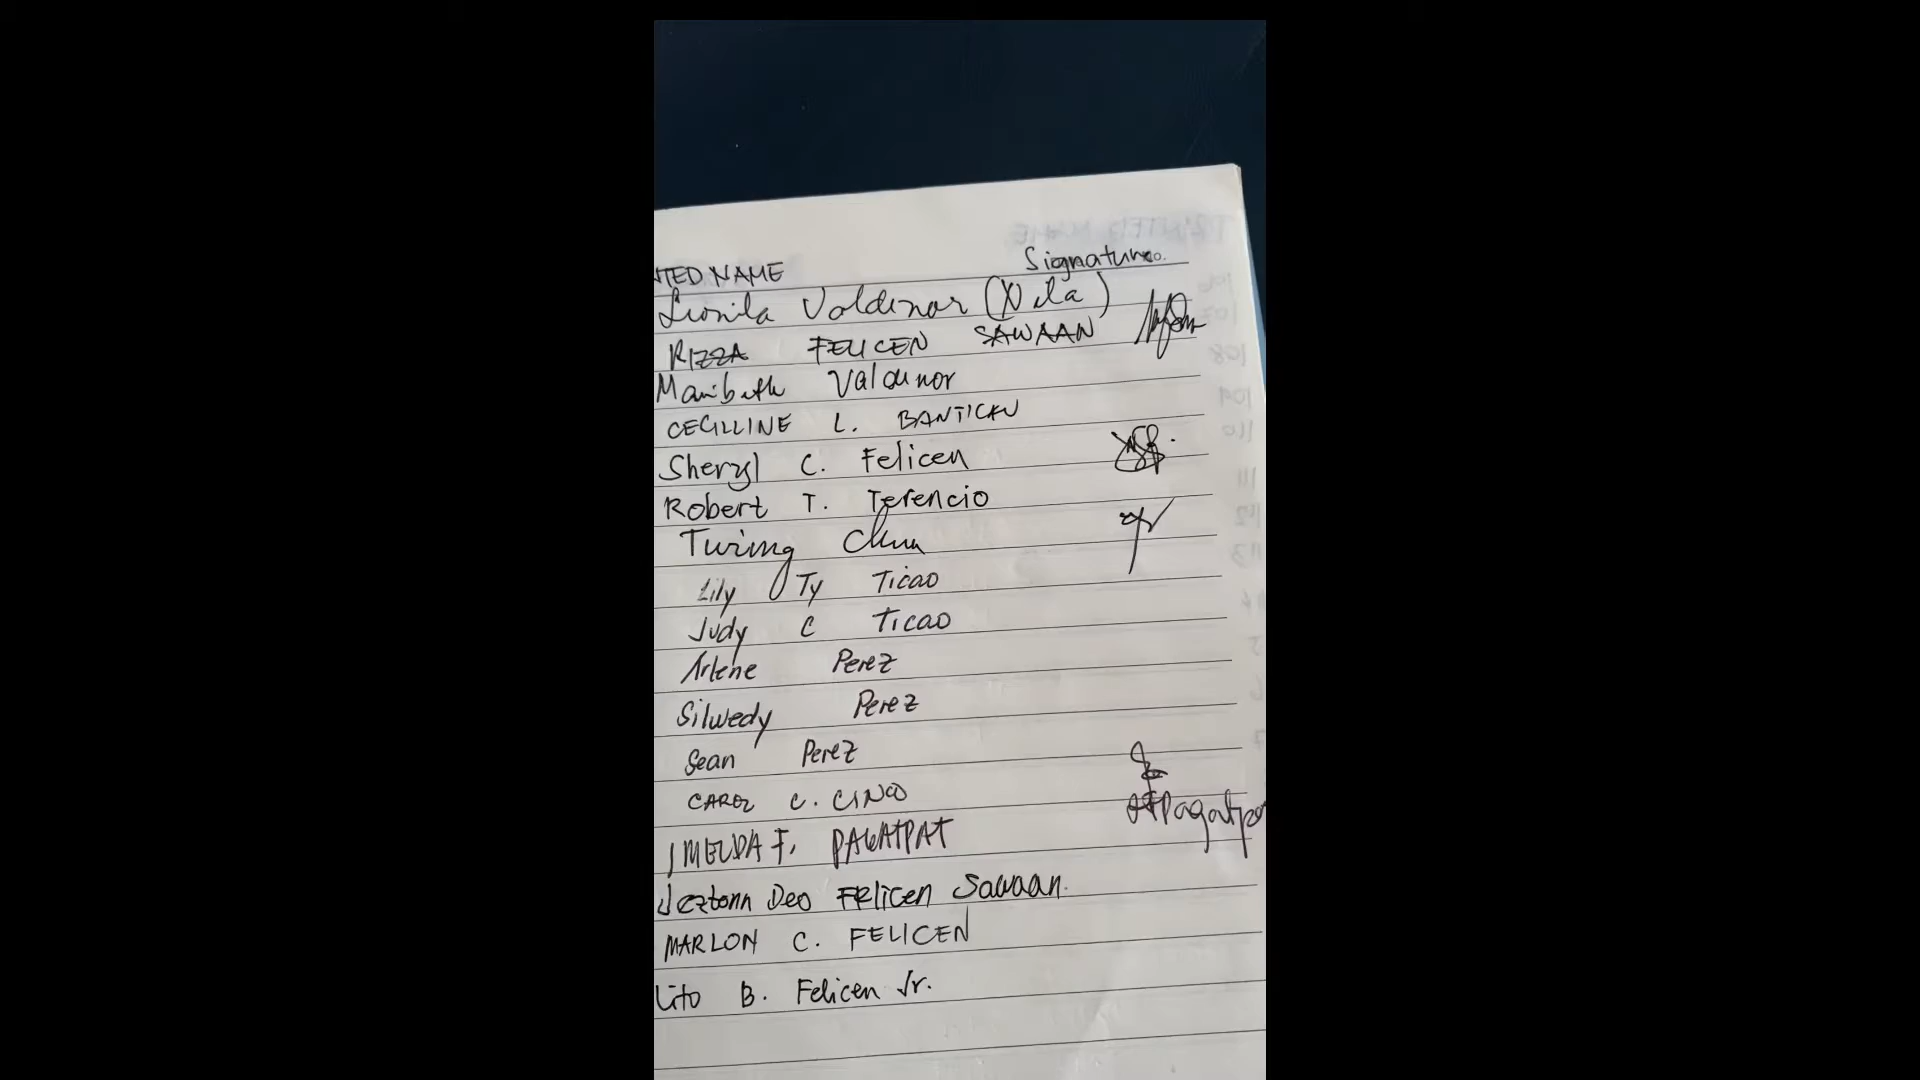 NTED NAME Signature
Leonila Valdenor (Nila)
RIZZA FELICEN SAWAAN
Maribeth Valdenor
CECILLINE L. BANTICAN
Sheryl C. Felicen
Robert T. Terencio
Turing Chua
Lily Ty Ticao
Judy C Ticao
Arlene Perez
Silwedy Perez
Sean Perez
CAROL C. CINCO
IMELDA F. PAGATPAT
Jeztonn Deo FELICEN Sawaan.
MARLON C. FELICEN
Lito B. Felicen Jr.